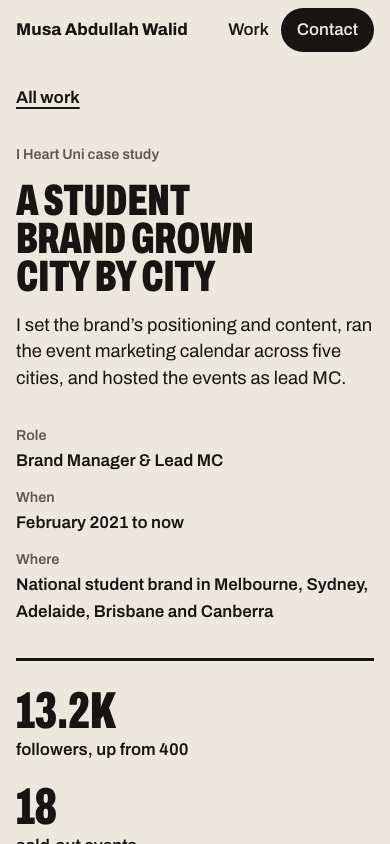 Musa Abdullah Walid
Work
Contact
All work
I Heart Uni case study
A STUDENT
BRAND GROWN
CITY BY CITY
I set the brand’s positioning and content, ran
the event marketing calendar across five
cities, and hosted the events as lead MC.
Role
Brand Manager & Lead MC
When
February 2021 to now
Where
National student brand in Melbourne, Sydney,
Adelaide, Brisbane and Canberra
13.2K
followers, up from 400
18
sold-out events